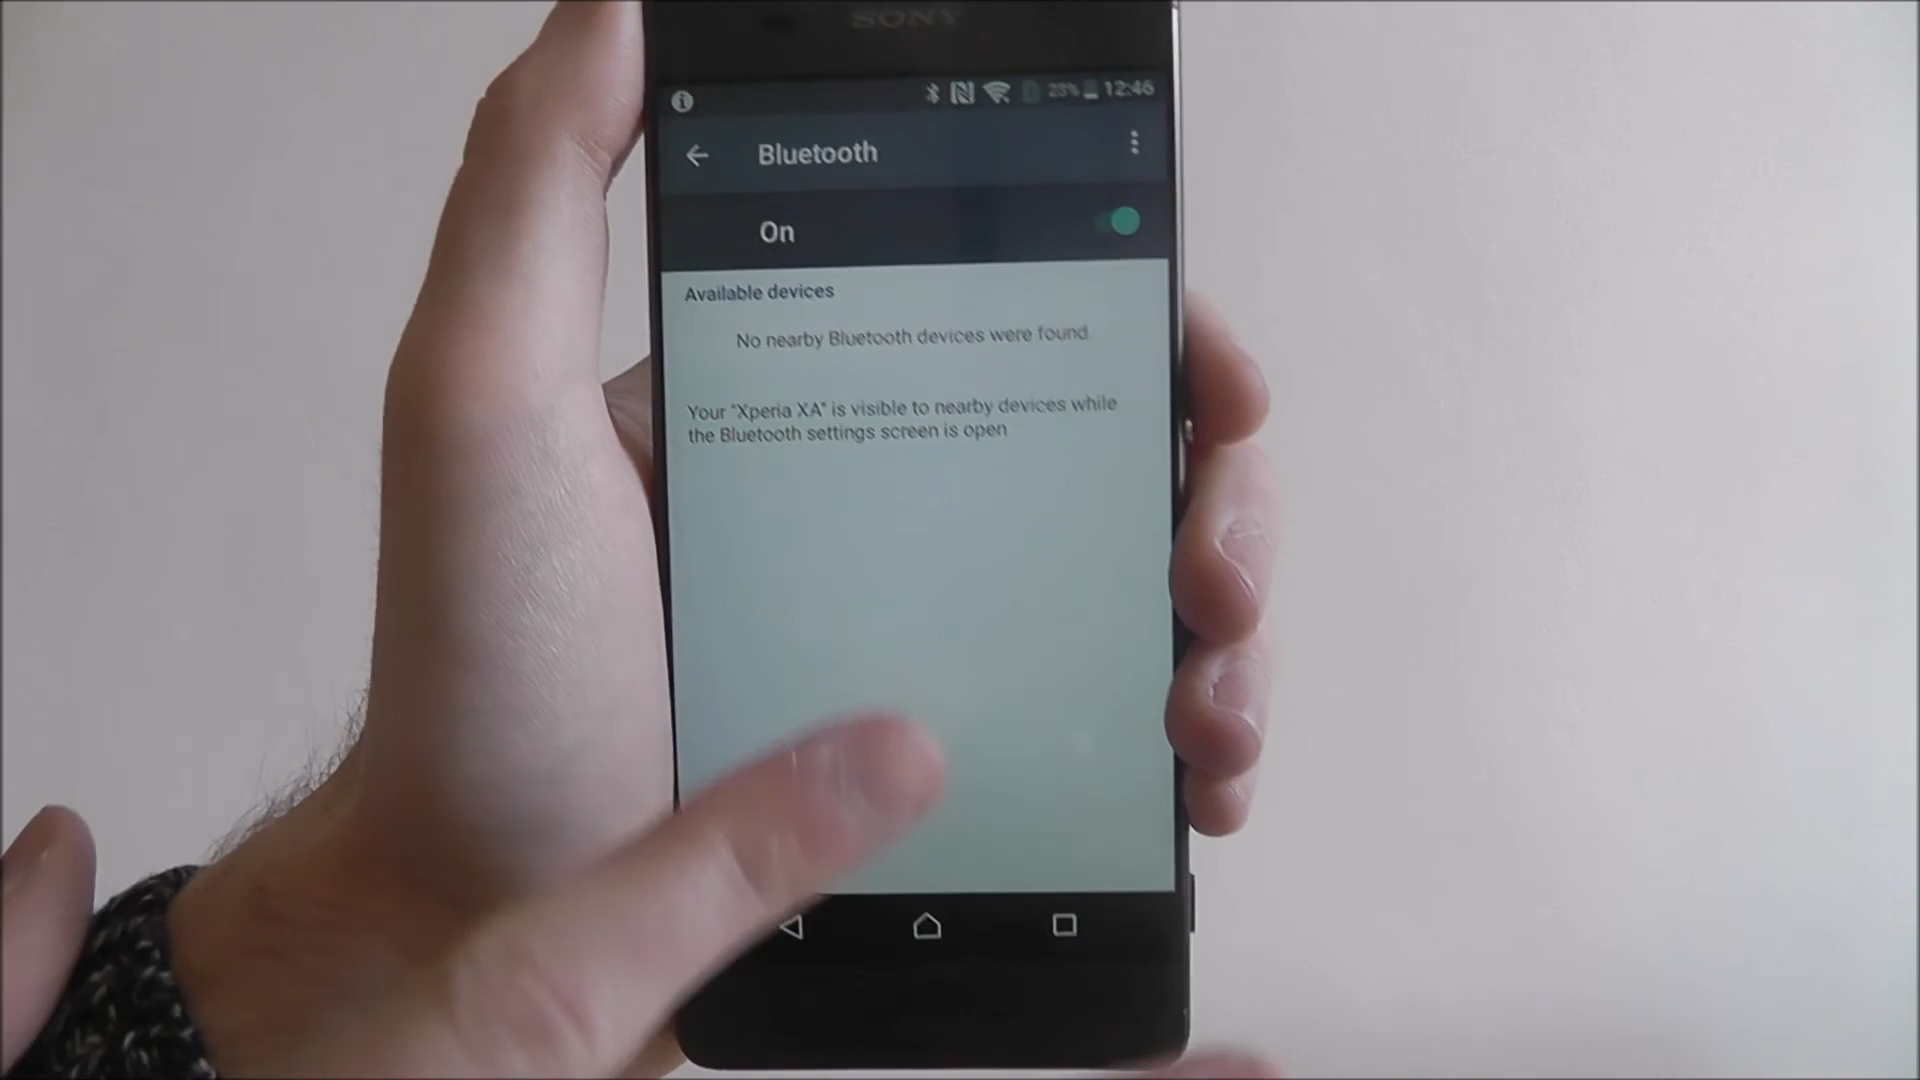 SONY
23% 12:46
Bluetooth
On
Available devices
No nearby Bluetooth devices were found.
Your "Xperia XA" is visible to nearby devices while
the Bluetooth settings screen is open